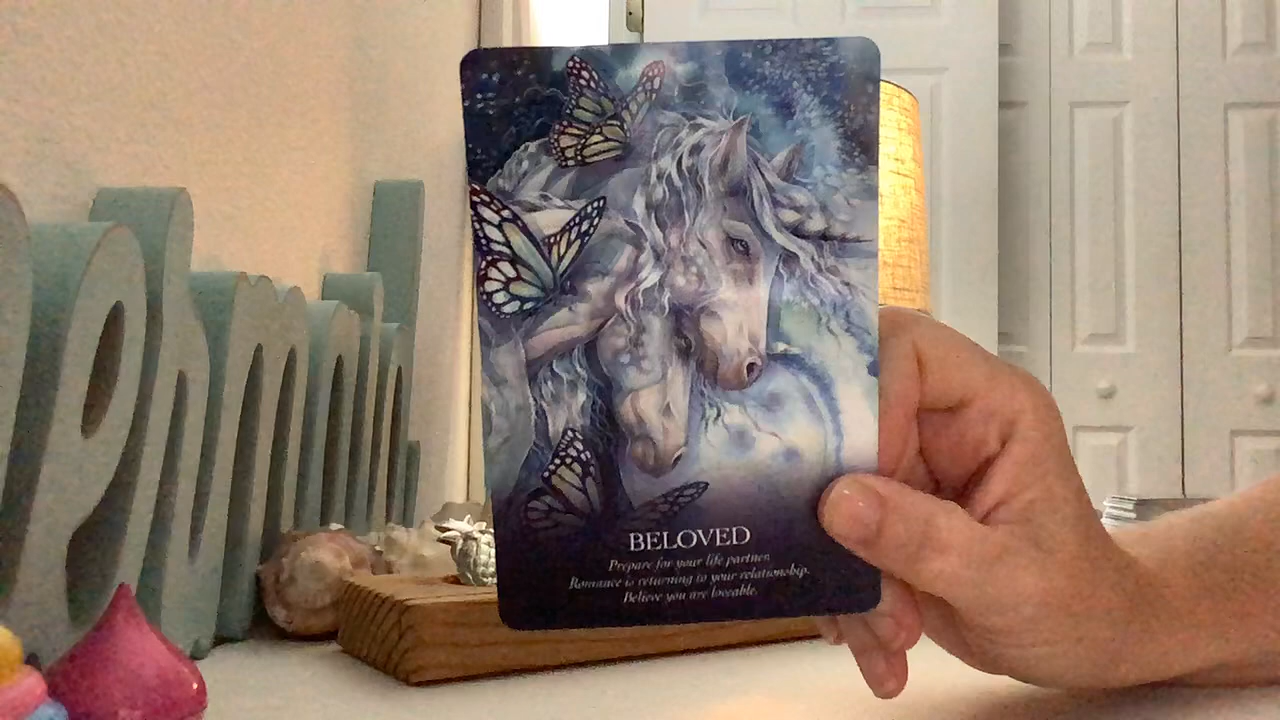 BELOVED
Prepare for your life partner.
Romance is returning to your relationship.
Believe you are loveable.